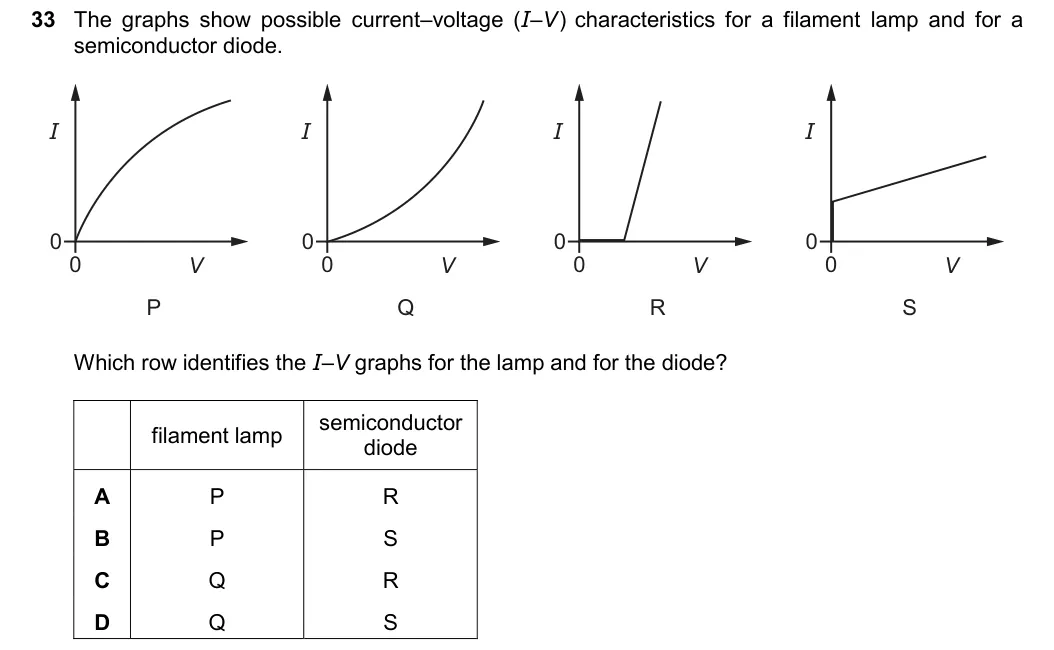 33 The graphs show possible current–voltage (I–V) characteristics for a filament lamp and for a
semiconductor diode.
I
0
0
V
P
I
0
0
V
Q
I
0
0
V
R
I
0
0
V
S
Which row identifies the I–V graphs for the lamp and for the diode?
filament lamp
semiconductor
diode
A P R
B P S
C Q R
D Q S